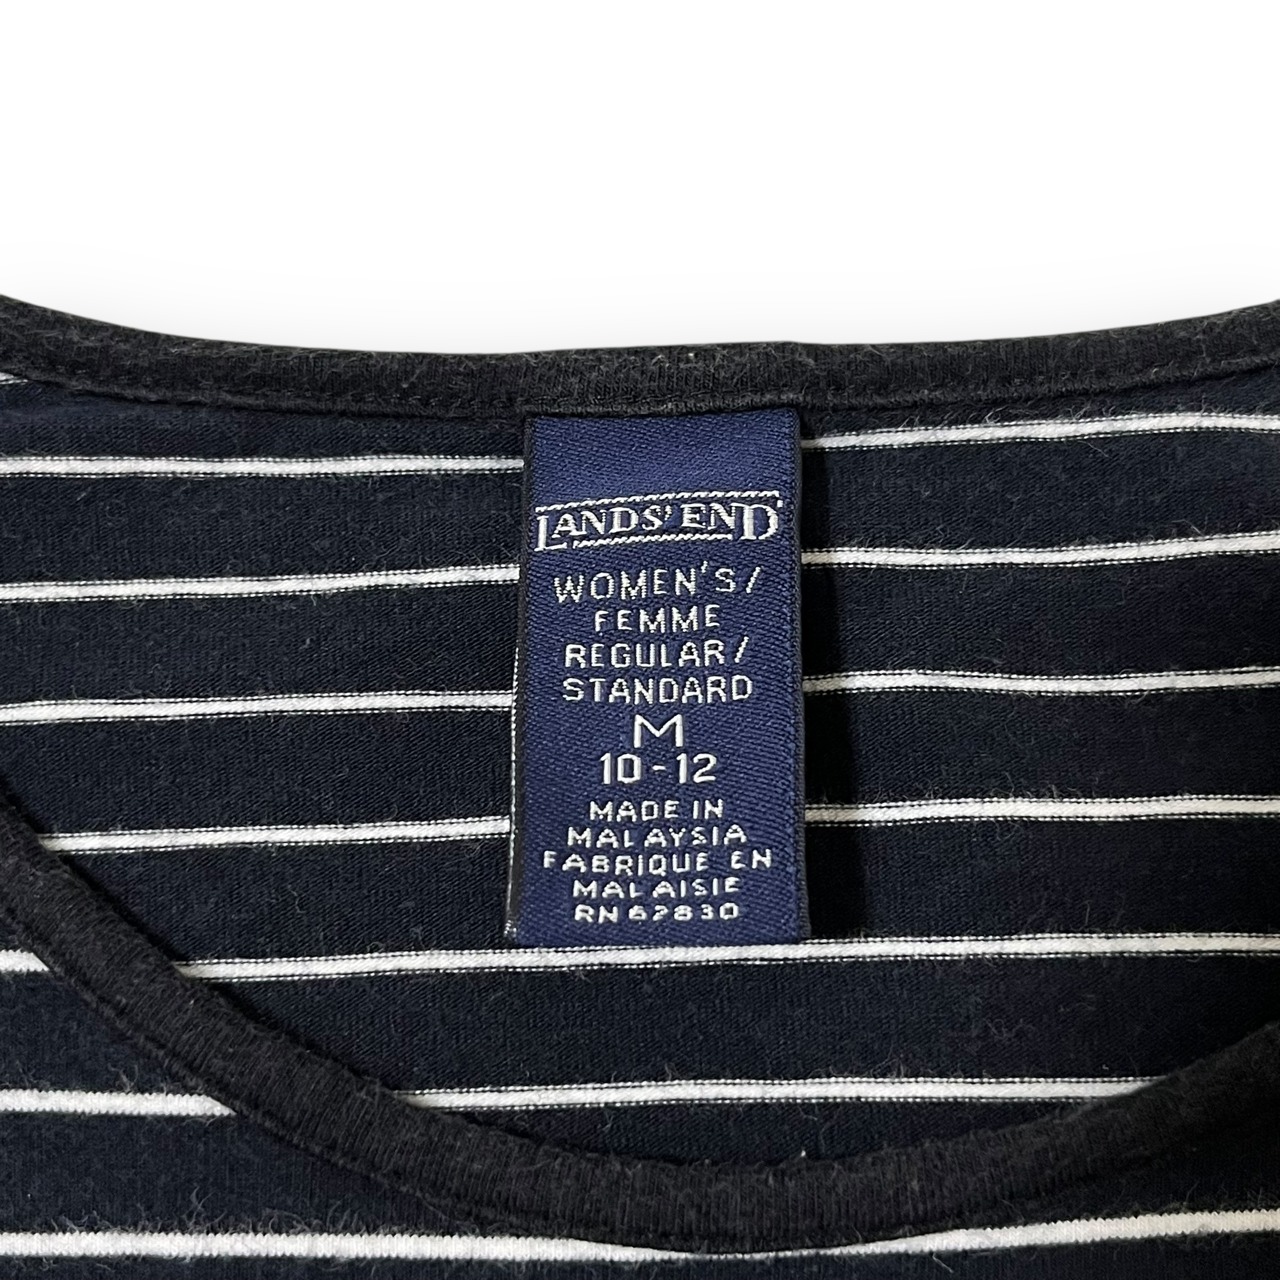 LANDS' END
WOMEN'S/
FEMME
REGULAR/
STANDARD
M
10-12
MADE IN
MALAYSIA
FABRIQUE EN
MALAISIE
RN 62830